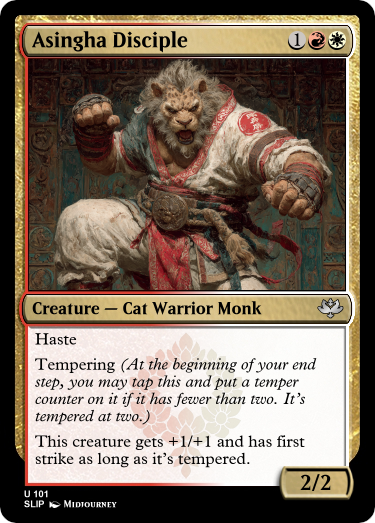 Asingha Disciple 1
Creature — Cat Warrior Monk
Haste
Tempering (At the beginning of your end
step, you may tap this and put a temper
counter on it if it has fewer than two. It's
tempered at two.)
This creature gets +1/+1 and has first
strike as long as it's tempered.
2/2
U 101
SLIP Midjourney